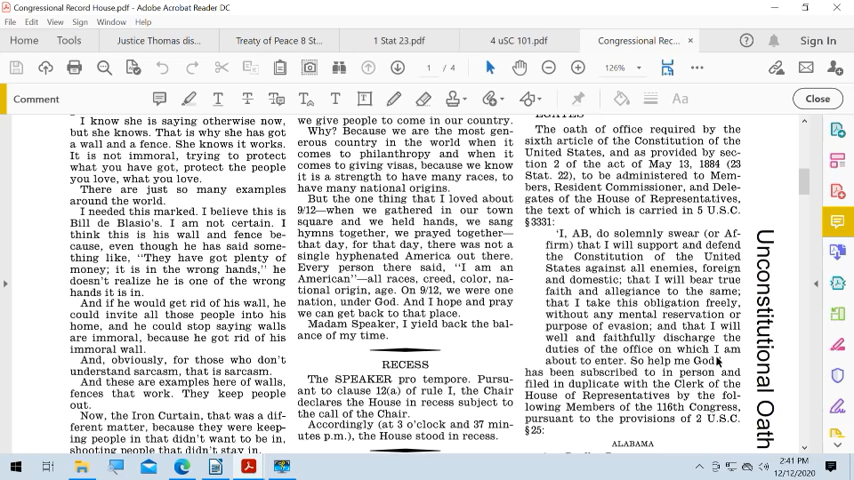 Congressional Record House.pdf - Adobe Acrobat Reader DC
File Edit View Sign Window Help
Home Tools Justice Thomas dis... Treaty of Peace 8 St... 1 Stat 23.pdf 4 uSC 101.pdf Congressional Rec... × Sign In
1 / 4 126%
Comment Close
I know she is saying otherwise now,
but she knows. That is why she has got
a wall and a fence. She knows it works.
It is not immoral, trying to protect
what you have got, protect the people
you love, what you love.
There are just so many examples
around the world.
I needed this marked. I believe this is
Bill de Blasio's. I am not certain. I
think this is his wall and fence be-
cause, even though he has said some-
thing like, "They have got plenty of
money; it is in the wrong hands," he
doesn't realize he is one of the wrong
hands it is in.
And if he would get rid of his wall, he
could invite all those people into his
home, and he could stop saying walls
are immoral, because he got rid of his
immoral wall.
And, obviously, for those who don't
understand sarcasm, that is sarcasm.
And these are examples here of walls,
fences that work. They keep people
out.
Now, the Iron Curtain, that was a dif-
ferent matter, because they were keep-
ing people in that didn't want to be in,
shooting people that didn't stay in.
we give people to come in our country.
Why? Because we are the most gen-
erous country in the world when it
comes to philanthropy and when it
comes to giving visas, because we know
it is a strength to have many races, to
have many national origins.
But the one thing that I loved about
9/12—when we gathered in our town
square and we held hands, we sang
hymns together, we prayed together—
that day, for that day, there was not a
single hyphenated America out there.
Every person there said, "I am an
American"—all races, creed, color, na-
tional origin, age. On 9/12, we were one
nation, under God. And I hope and pray
we can get back to that place.
Madam Speaker, I yield back the bal-
ance of my time.
RECESS
The SPEAKER pro tempore. Pursu-
ant to clause 12(a) of rule I, the Chair
declares the House in recess subject to
the call of the Chair.
Accordingly (at 3 o'clock and 37 min-
utes p.m.), the House stood in recess.
EGATES
The oath of office required by the
sixth article of the Constitution of the
United States, and as provided by sec-
tion 2 of the act of May 13, 1884 (23
Stat. 22), to be administered to Mem-
bers, Resident Commissioner, and Dele-
gates of the House of Representatives,
the text of which is carried in 5 U.S.C.
§3331:
'I, AB, do solemnly swear (or Af-
firm) that I will support and defend
the Constitution of the United
States against all enemies, foreign
and domestic; that I will bear true
faith and allegiance to the same;
that I take this obligation freely,
without any mental reservation or
purpose of evasion; and that I will
well and faithfully discharge the
duties of the office on which I am
about to enter. So help me God.
has been subscribed to in person and
filed in duplicate with the Clerk of the
House of Representatives by the fol-
lowing Members of the 116th Congress,
pursuant to the provisions of 2 U.S.C.
§25:
ALABAMA
Unconstitutional Oath
2:41 PM
12/12/2020